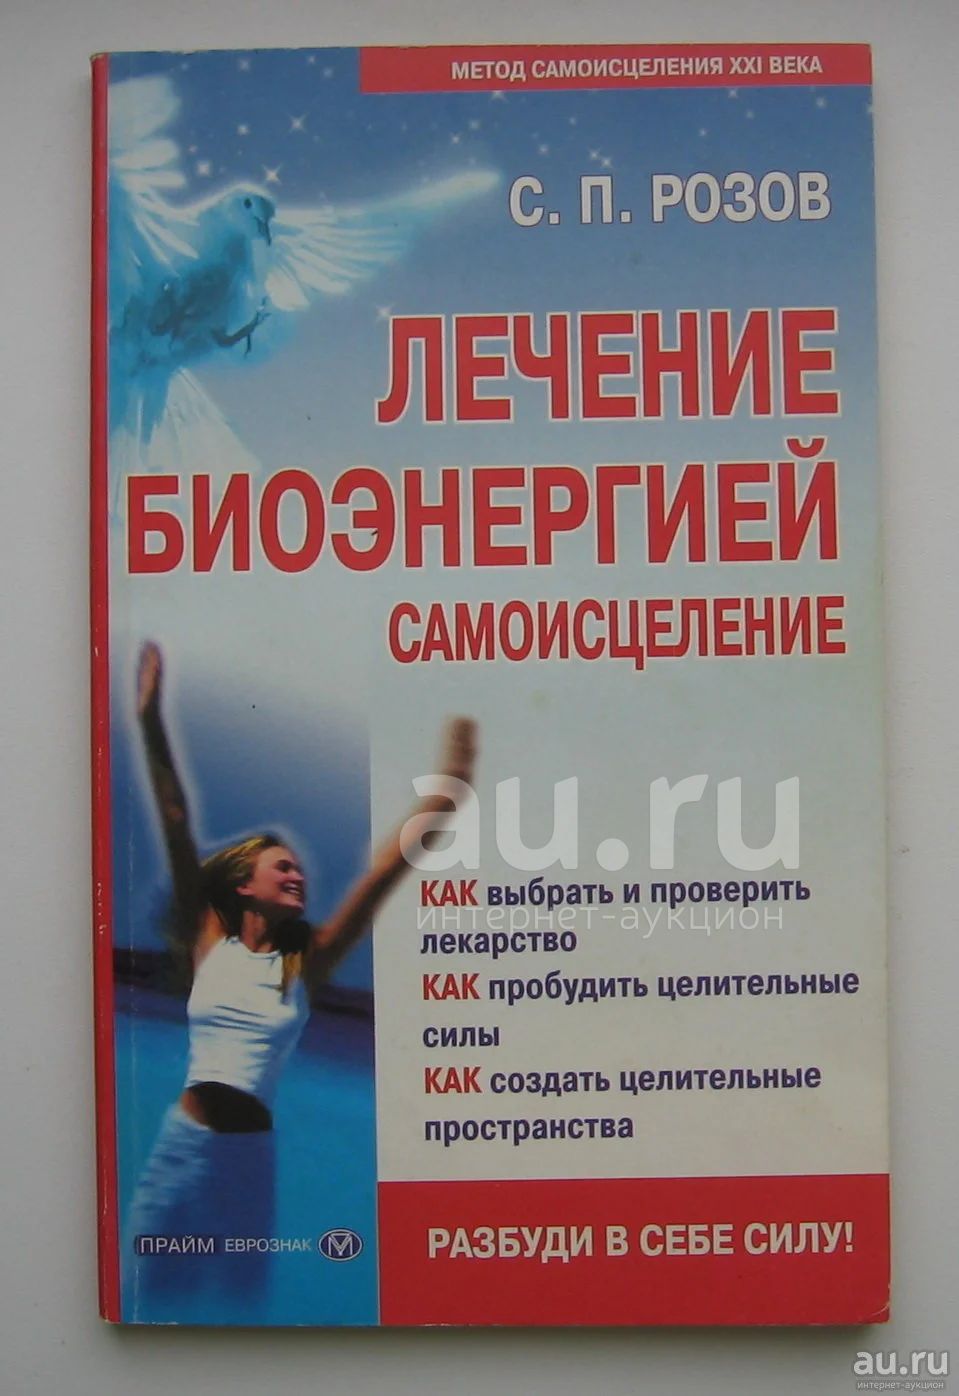 МЕТОД САМОИСЦЕЛЕНИЯ XXI ВЕКА
С. П. РОЗОВ
ЛЕЧЕНИЕ
БИОЭНЕРГИЕЙ
САМОИСЦЕЛЕНИЕ
au.ru
интернет-аукцион
КАК выбрать и проверить
лекарство
КАК пробудить целительные
силы
КАК создать целительные
пространства
ПРАЙМ ЕВРОЗНАК
РАЗБУДИ В СЕБЕ СИЛУ!
au.ru
интернет-аукцион